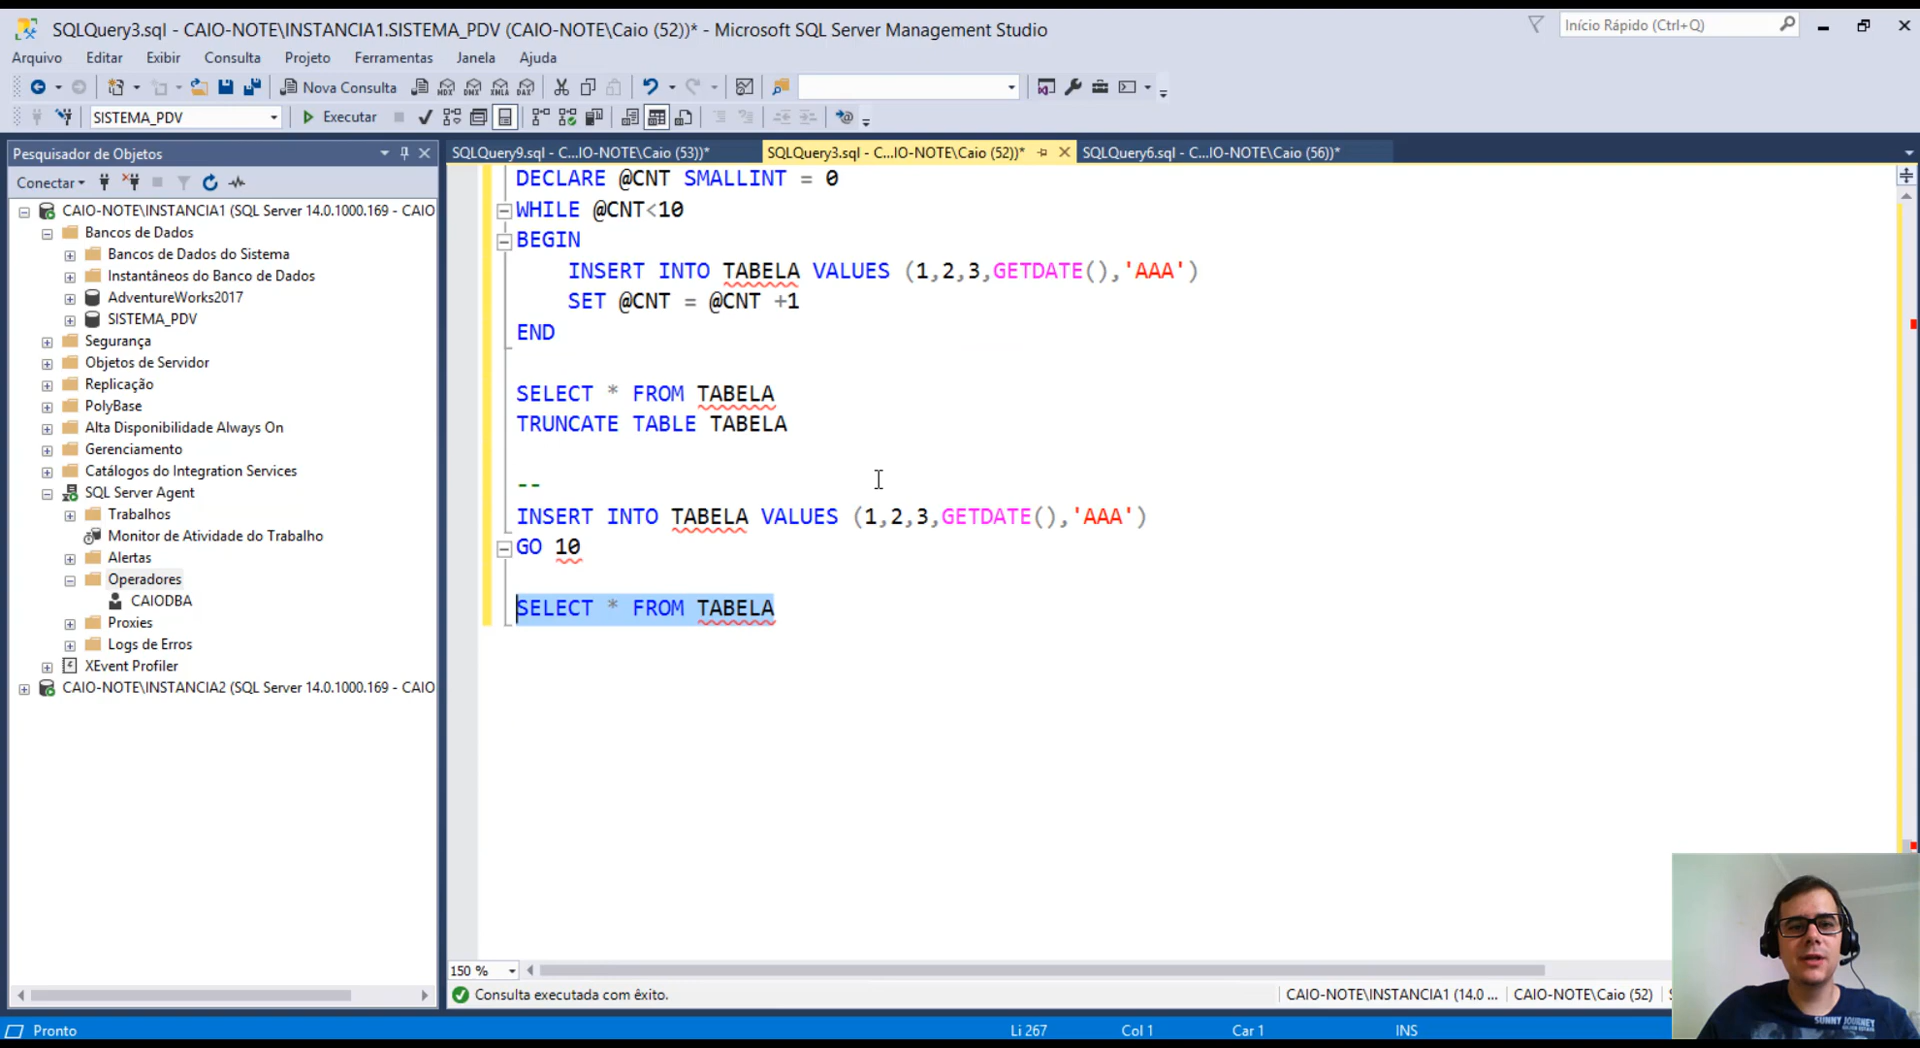 SQLQuery3.sql - CAIO-NOTE\INSTANCIA1.SISTEMA_PDV (CAIO-NOTE\Caio (52))* - Microsoft SQL Server Management Studio
Início Rápido (Ctrl+Q)
Arquivo Editar Exibir Consulta Projeto Ferramentas Janela Ajuda
Nova Consulta
SISTEMA_PDV Executar
Pesquisador de Objetos
SQLQuery9.sql - C...IO-NOTE\Caio (53))* SQLQuery3.sql - C...IO-NOTE\Caio (52))* SQLQuery6.sql - C...IO-NOTE\Caio (56))*
Conectar
CAIO-NOTE\INSTANCIA1 (SQL Server 14.0.1000.169 - CAIO
Bancos de Dados
Bancos de Dados do Sistema
Instantâneos do Banco de Dados
AdventureWorks2017
SISTEMA_PDV
Segurança
Objetos de Servidor
Replicação
PolyBase
Alta Disponibilidade Always On
Gerenciamento
Catálogos do Integration Services
SQL Server Agent
Trabalhos
Monitor de Atividade do Trabalho
Alertas
Operadores
CAIODBA
Proxies
Logs de Erros
XEvent Profiler
CAIO-NOTE\INSTANCIA2 (SQL Server 14.0.1000.169 - CAIO
DECLARE @CNT SMALLINT = 0
WHILE @CNT<10
BEGIN
INSERT INTO TABELA VALUES (1,2,3,GETDATE(),'AAA')
SET @CNT = @CNT +1
END
SELECT * FROM TABELA
TRUNCATE TABLE TABELA
--
INSERT INTO TABELA VALUES (1,2,3,GETDATE(),'AAA')
GO 10
SELECT * FROM TABELA
150 %
Consulta executada com êxito. CAIO-NOTE\INSTANCIA1 (14.0 ... CAIO-NOTE\Caio (52)
Pronto Li 267 Col 1 Car 1 INS
SUNNY JOURNEY